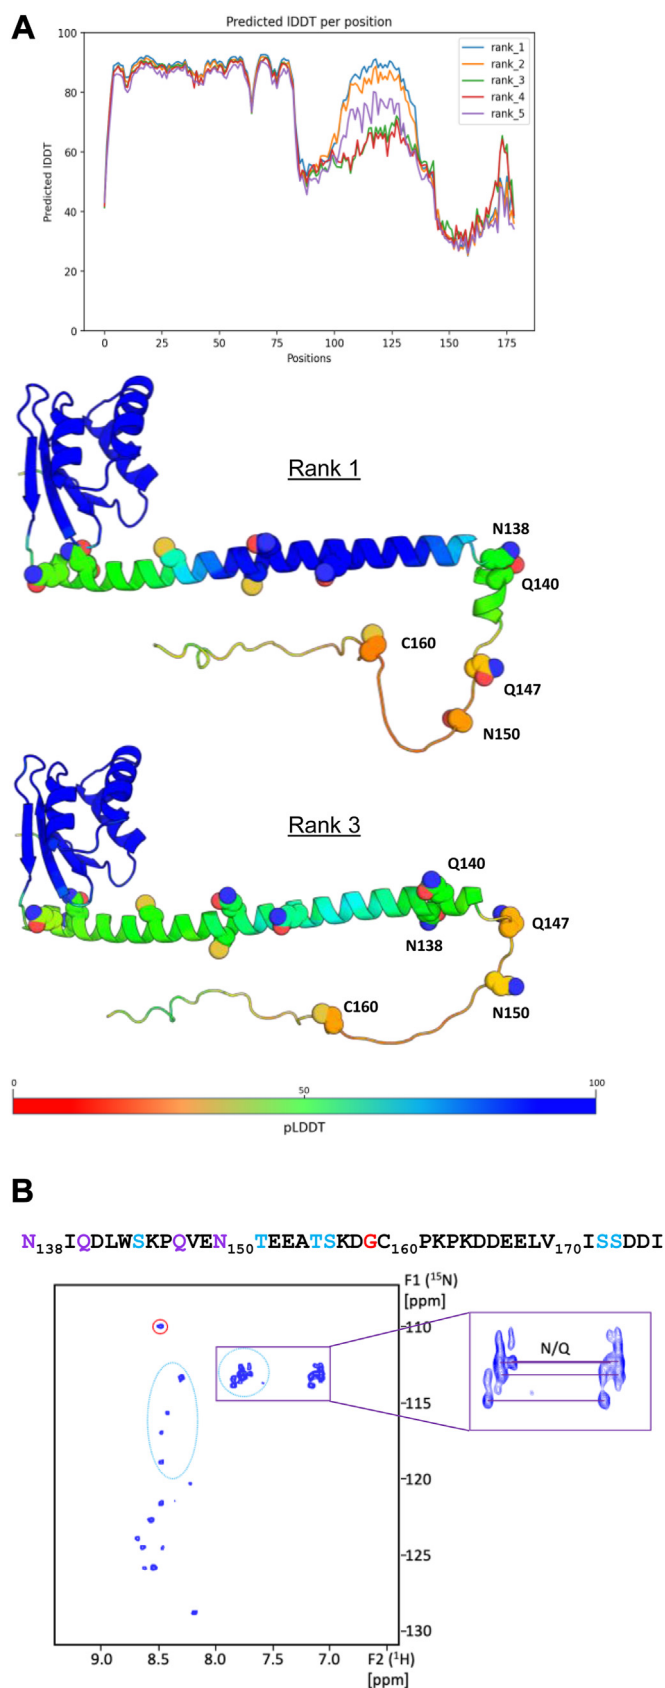 A
Predicted lDDT per position
100
80
60
40
20
0
Predicted lDDT
rank_1
rank_2
rank_3
rank_4
rank_5
0 25 50 75 100 125 150 175
Positions
Rank 1
N138
Q140
C160
Q147
N150
Rank 3
Q140
Q147
N138
C160
N150
0 50 100
pLDDT
B
N138IQDLWSKPQVEN150TEEATSKDGC160PKPKDDEELV170ISSDDI
F1 (15N)
[ppm]
110
N/Q
115
120
125
130
9.0 8.5 8.0 7.5 7.0 F2 (1H)
[ppm]